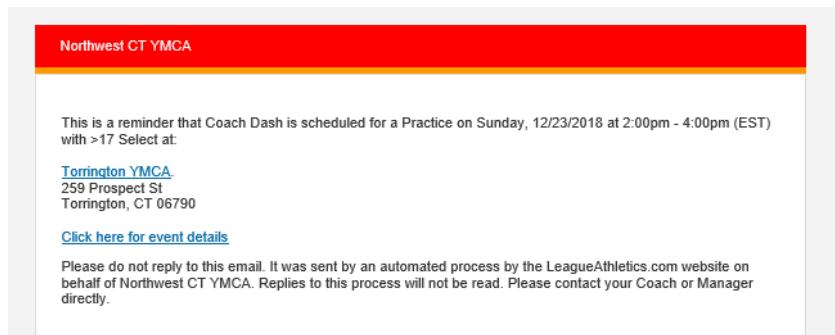 Northwest CT YMCA
This is a reminder that Coach Dash is scheduled for a Practice on Sunday, 12/23/2018 at 2:00pm - 4:00pm (EST)
with >17 Select at:
Torrington YMCA.
259 Prospect St
Torrington, CT 06790
Click here for event details
Please do not reply to this email. It was sent by an automated process by the LeagueAthletics.com website on
behalf of Northwest CT YMCA. Replies to this process will not be read. Please contact your Coach or Manager
directly.